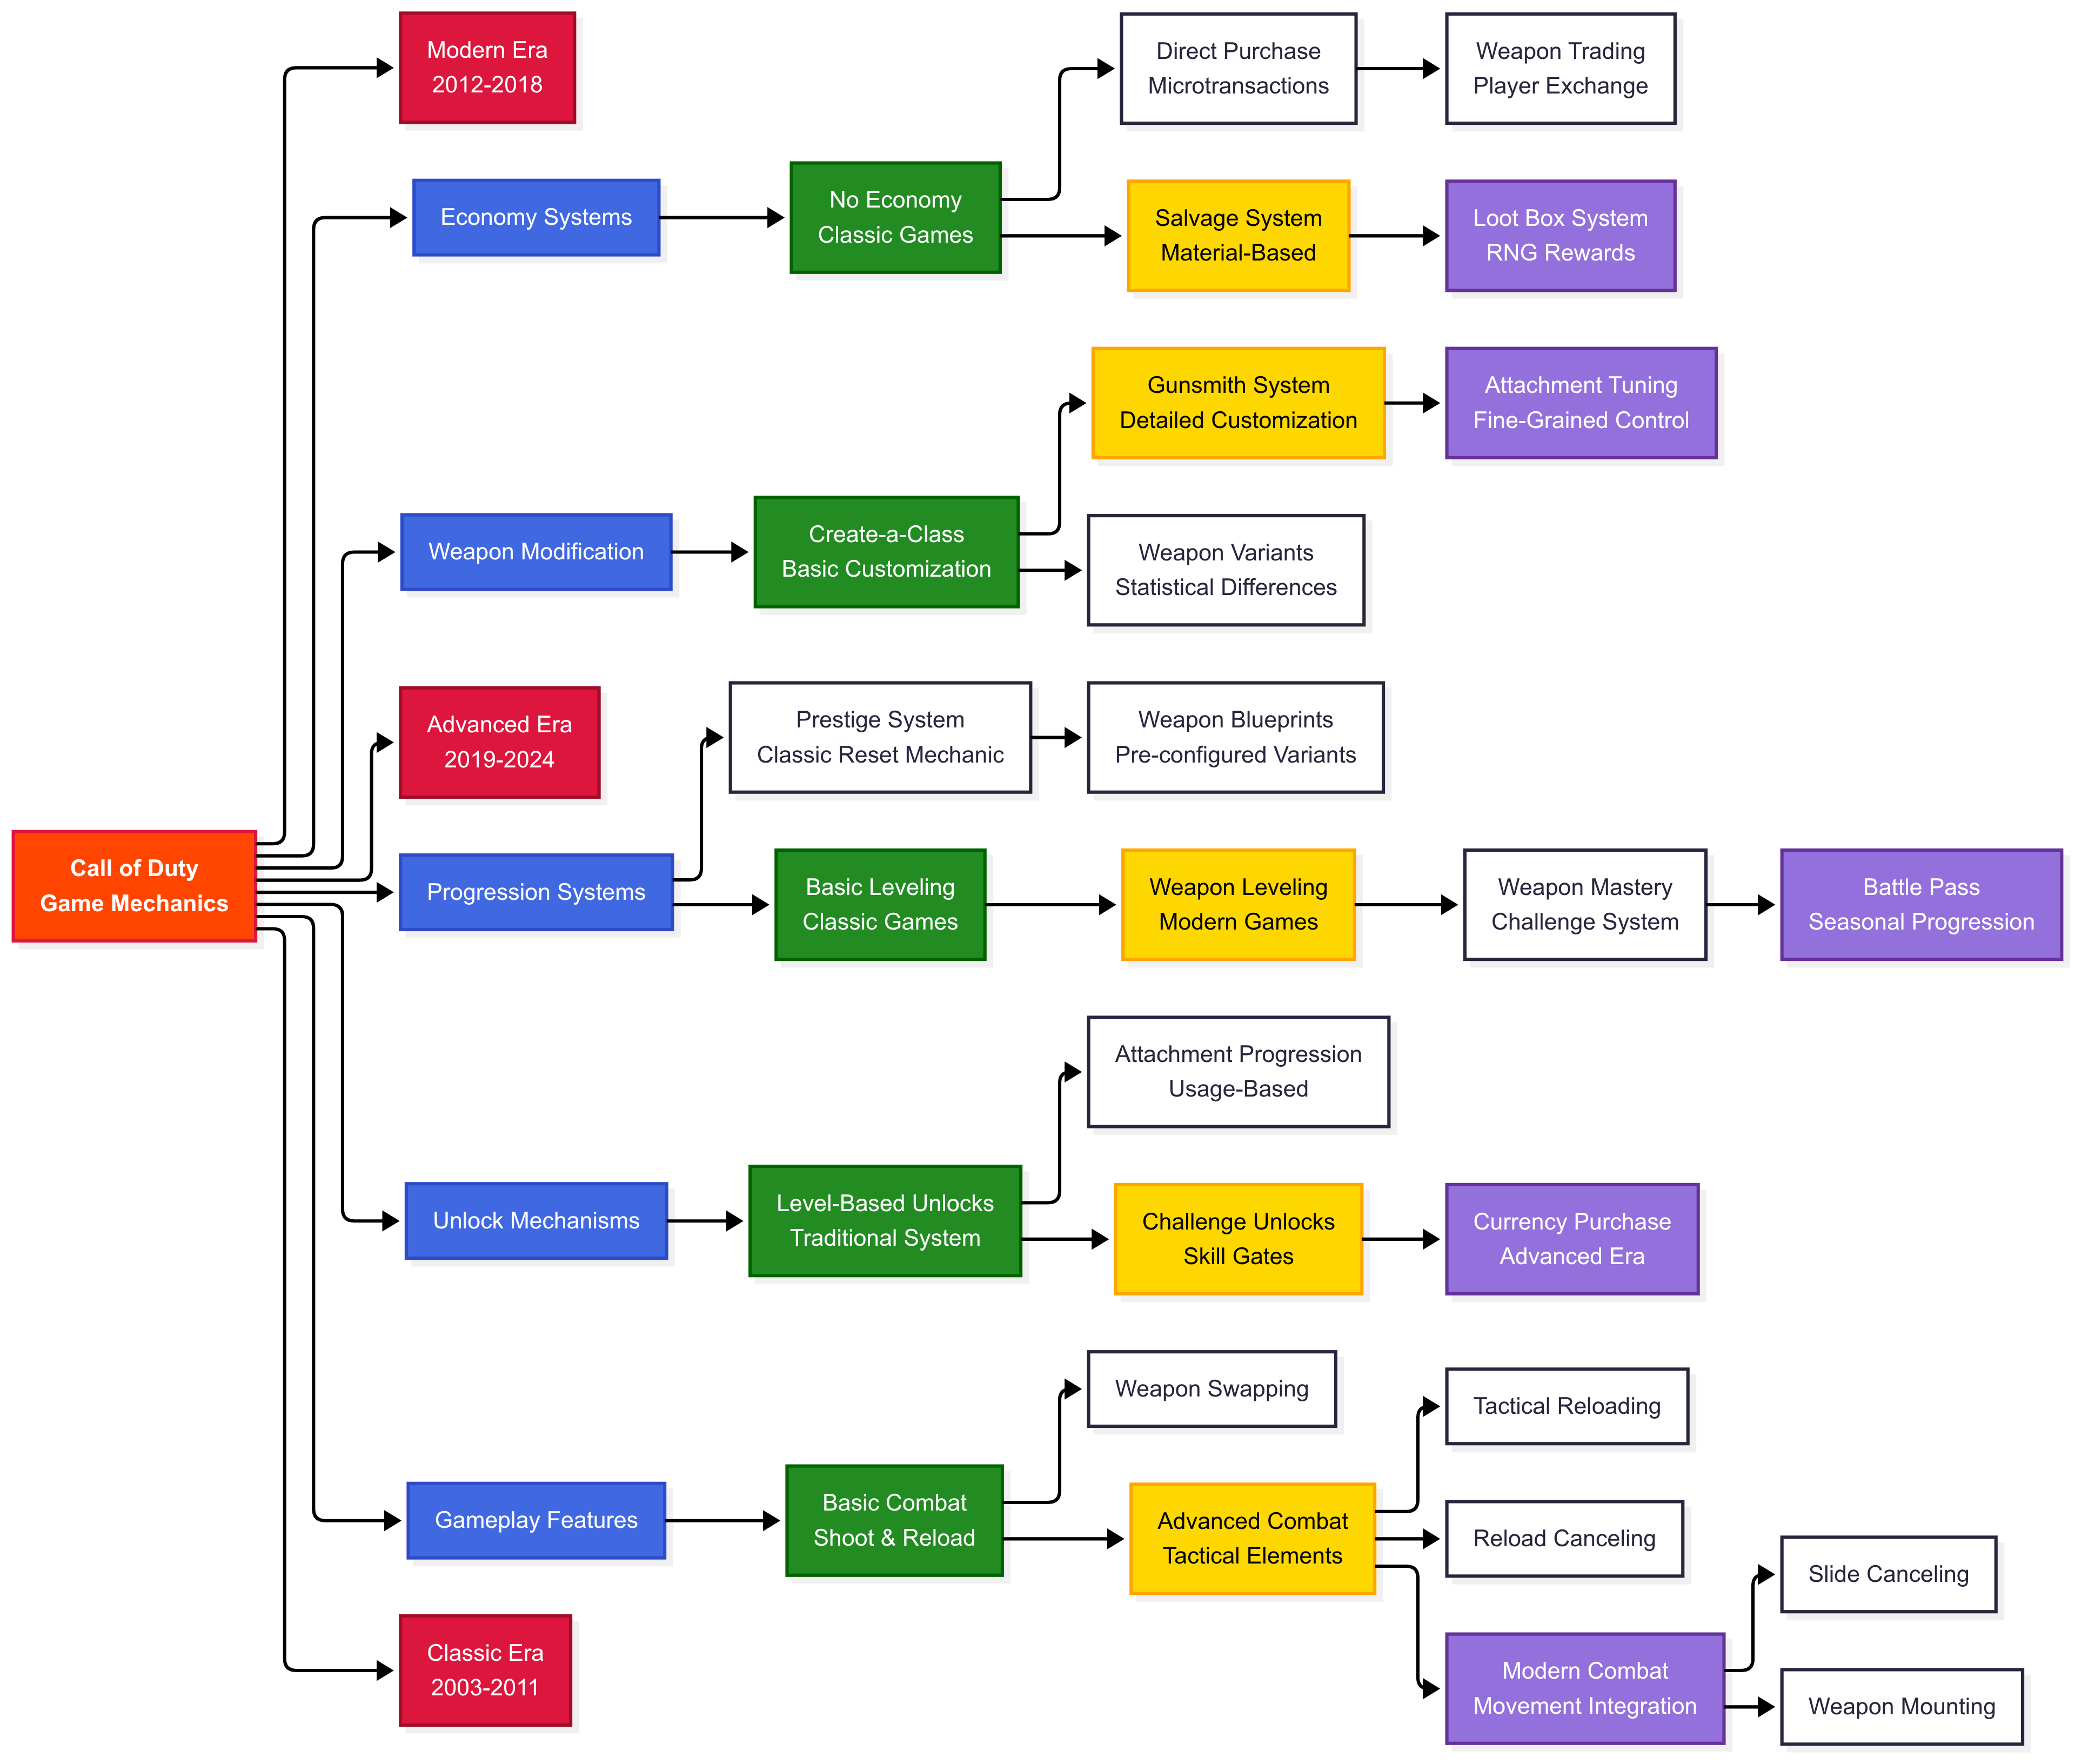 Modern Era
2012-2018
Direct Purchase
Microtransactions
Weapon Trading
Player Exchange
Economy Systems
No Economy
Classic Games
Salvage System
Material-Based
Loot Box System
RNG Rewards
Gunsmith System
Detailed Customization
Attachment Tuning
Fine-Grained Control
Weapon Modification
Create-a-Class
Basic Customization
Weapon Variants
Statistical Differences
Advanced Era
2019-2024
Prestige System
Classic Reset Mechanic
Weapon Blueprints
Pre-configured Variants
Call of Duty
Game Mechanics
Progression Systems
Basic Leveling
Classic Games
Weapon Leveling
Modern Games
Weapon Mastery
Challenge System
Battle Pass
Seasonal Progression
Attachment Progression
Usage-Based
Unlock Mechanisms
Level-Based Unlocks
Traditional System
Challenge Unlocks
Skill Gates
Currency Purchase
Advanced Era
Weapon Swapping
Tactical Reloading
Gameplay Features
Basic Combat
Shoot & Reload
Advanced Combat
Tactical Elements
Reload Canceling
Slide Canceling
Classic Era
2003-2011
Modern Combat
Movement Integration
Weapon Mounting